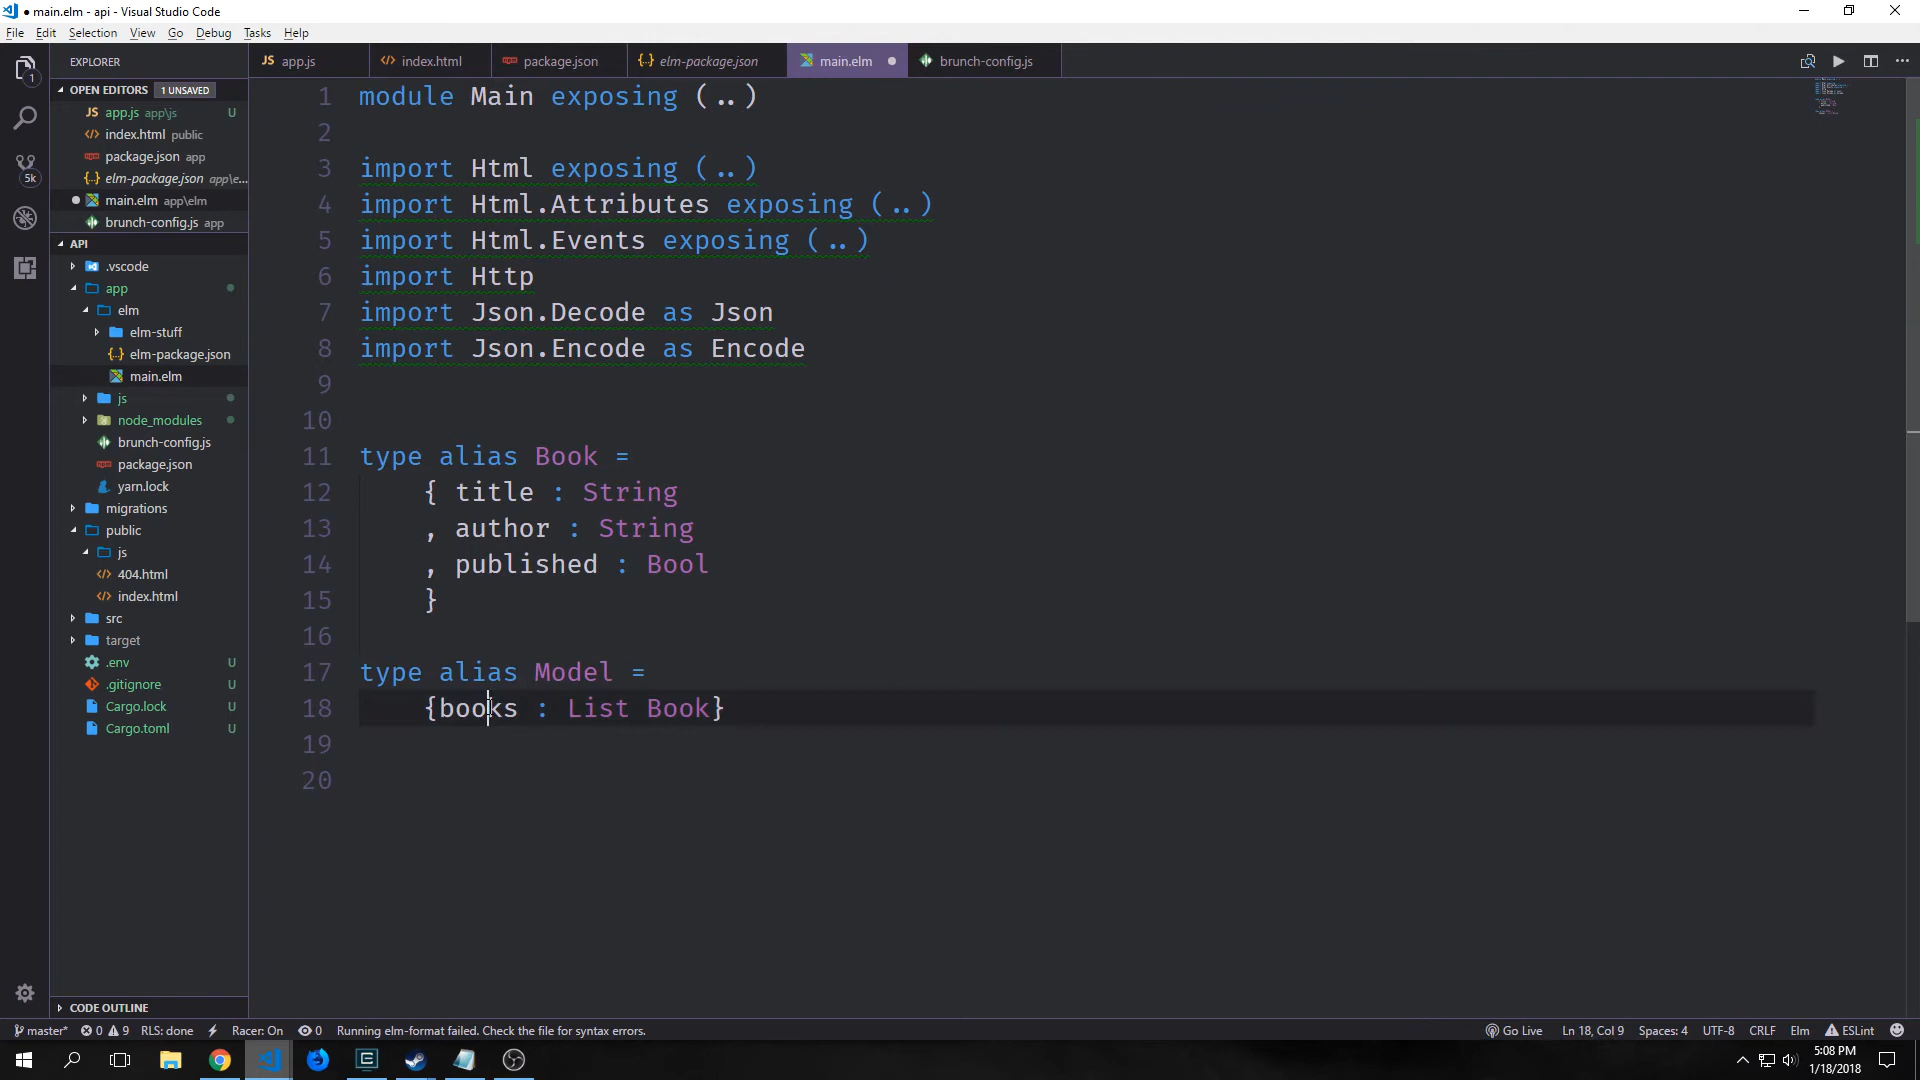 ● main.elm - api - Visual Studio Code
File Edit Selection View Go Debug Tasks Help
EXPLORER
JS app.js
index.html
package.json
elm-package.json
main.elm ●
brunch-config.js
OPEN EDITORS 1 UNSAVED
JS app.js app\js U
index.html public
package.json app
elm-package.json app\e...
● main.elm app\elm
brunch-config.js app
API
.vscode
app
elm
elm-stuff
elm-package.json
main.elm
js
node_modules
brunch-config.js
package.json
yarn.lock
migrations
public
js
404.html
index.html
src
target
.env U
.gitignore U
Cargo.lock U
Cargo.toml U
CODE OUTLINE
1
5k
1 module Main exposing (..)
2
3 import Html exposing (..)
4 import Html.Attributes exposing (..)
5 import Html.Events exposing (..)
6 import Http
7 import Json.Decode as Json
8 import Json.Encode as Encode
9
10
11 type alias Book =
12 { title : String
13 , author : String
14 , published : Bool
15 }
16
17 type alias Model =
18 {books : List Book}
19
20
master* 0 9 RLS: done Racer: On 0 Running elm-format failed. Check the file for syntax errors. Go Live Ln 18, Col 9 Spaces: 4 UTF-8 CRLF Elm ESLint
5:08 PM
1/18/2018